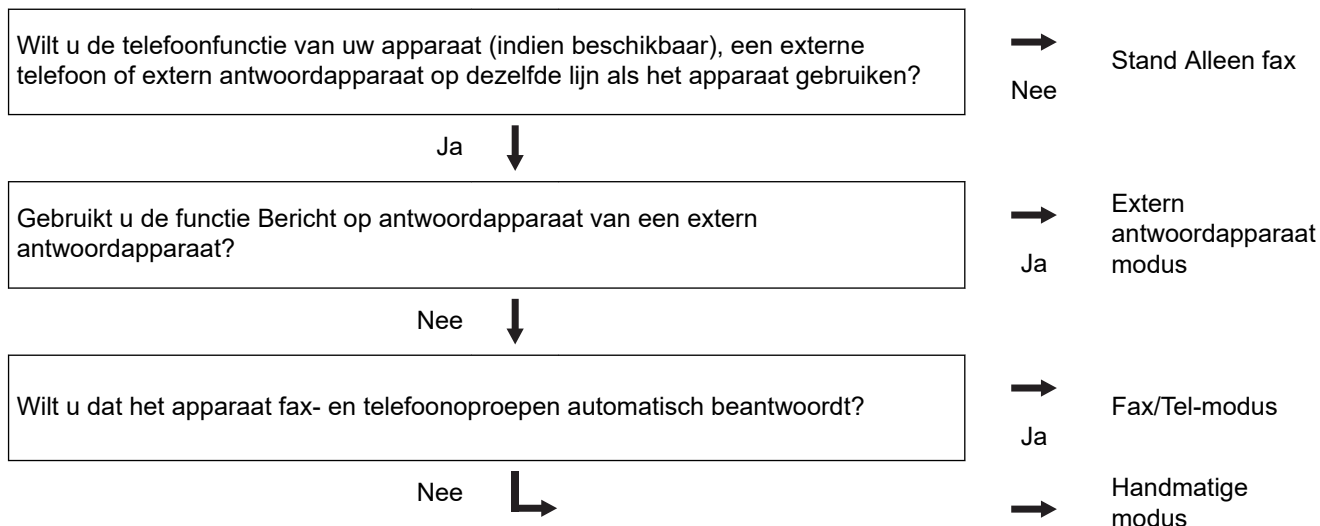 Wilt u de telefoonfunctie van uw apparaat (indien beschikbaar), een externe
telefoon of extern antwoordapparaat op dezelfde lijn als het apparaat gebruiken?
Nee
Stand Alleen fax
Ja
Gebruikt u de functie Bericht op antwoordapparaat van een extern
antwoordapparaat?
Ja
Extern
antwoordapparaat
modus
Nee
Wilt u dat het apparaat fax- en telefoonoproepen automatisch beantwoordt?
Ja
Fax/Tel-modus
Nee
Handmatige
modus